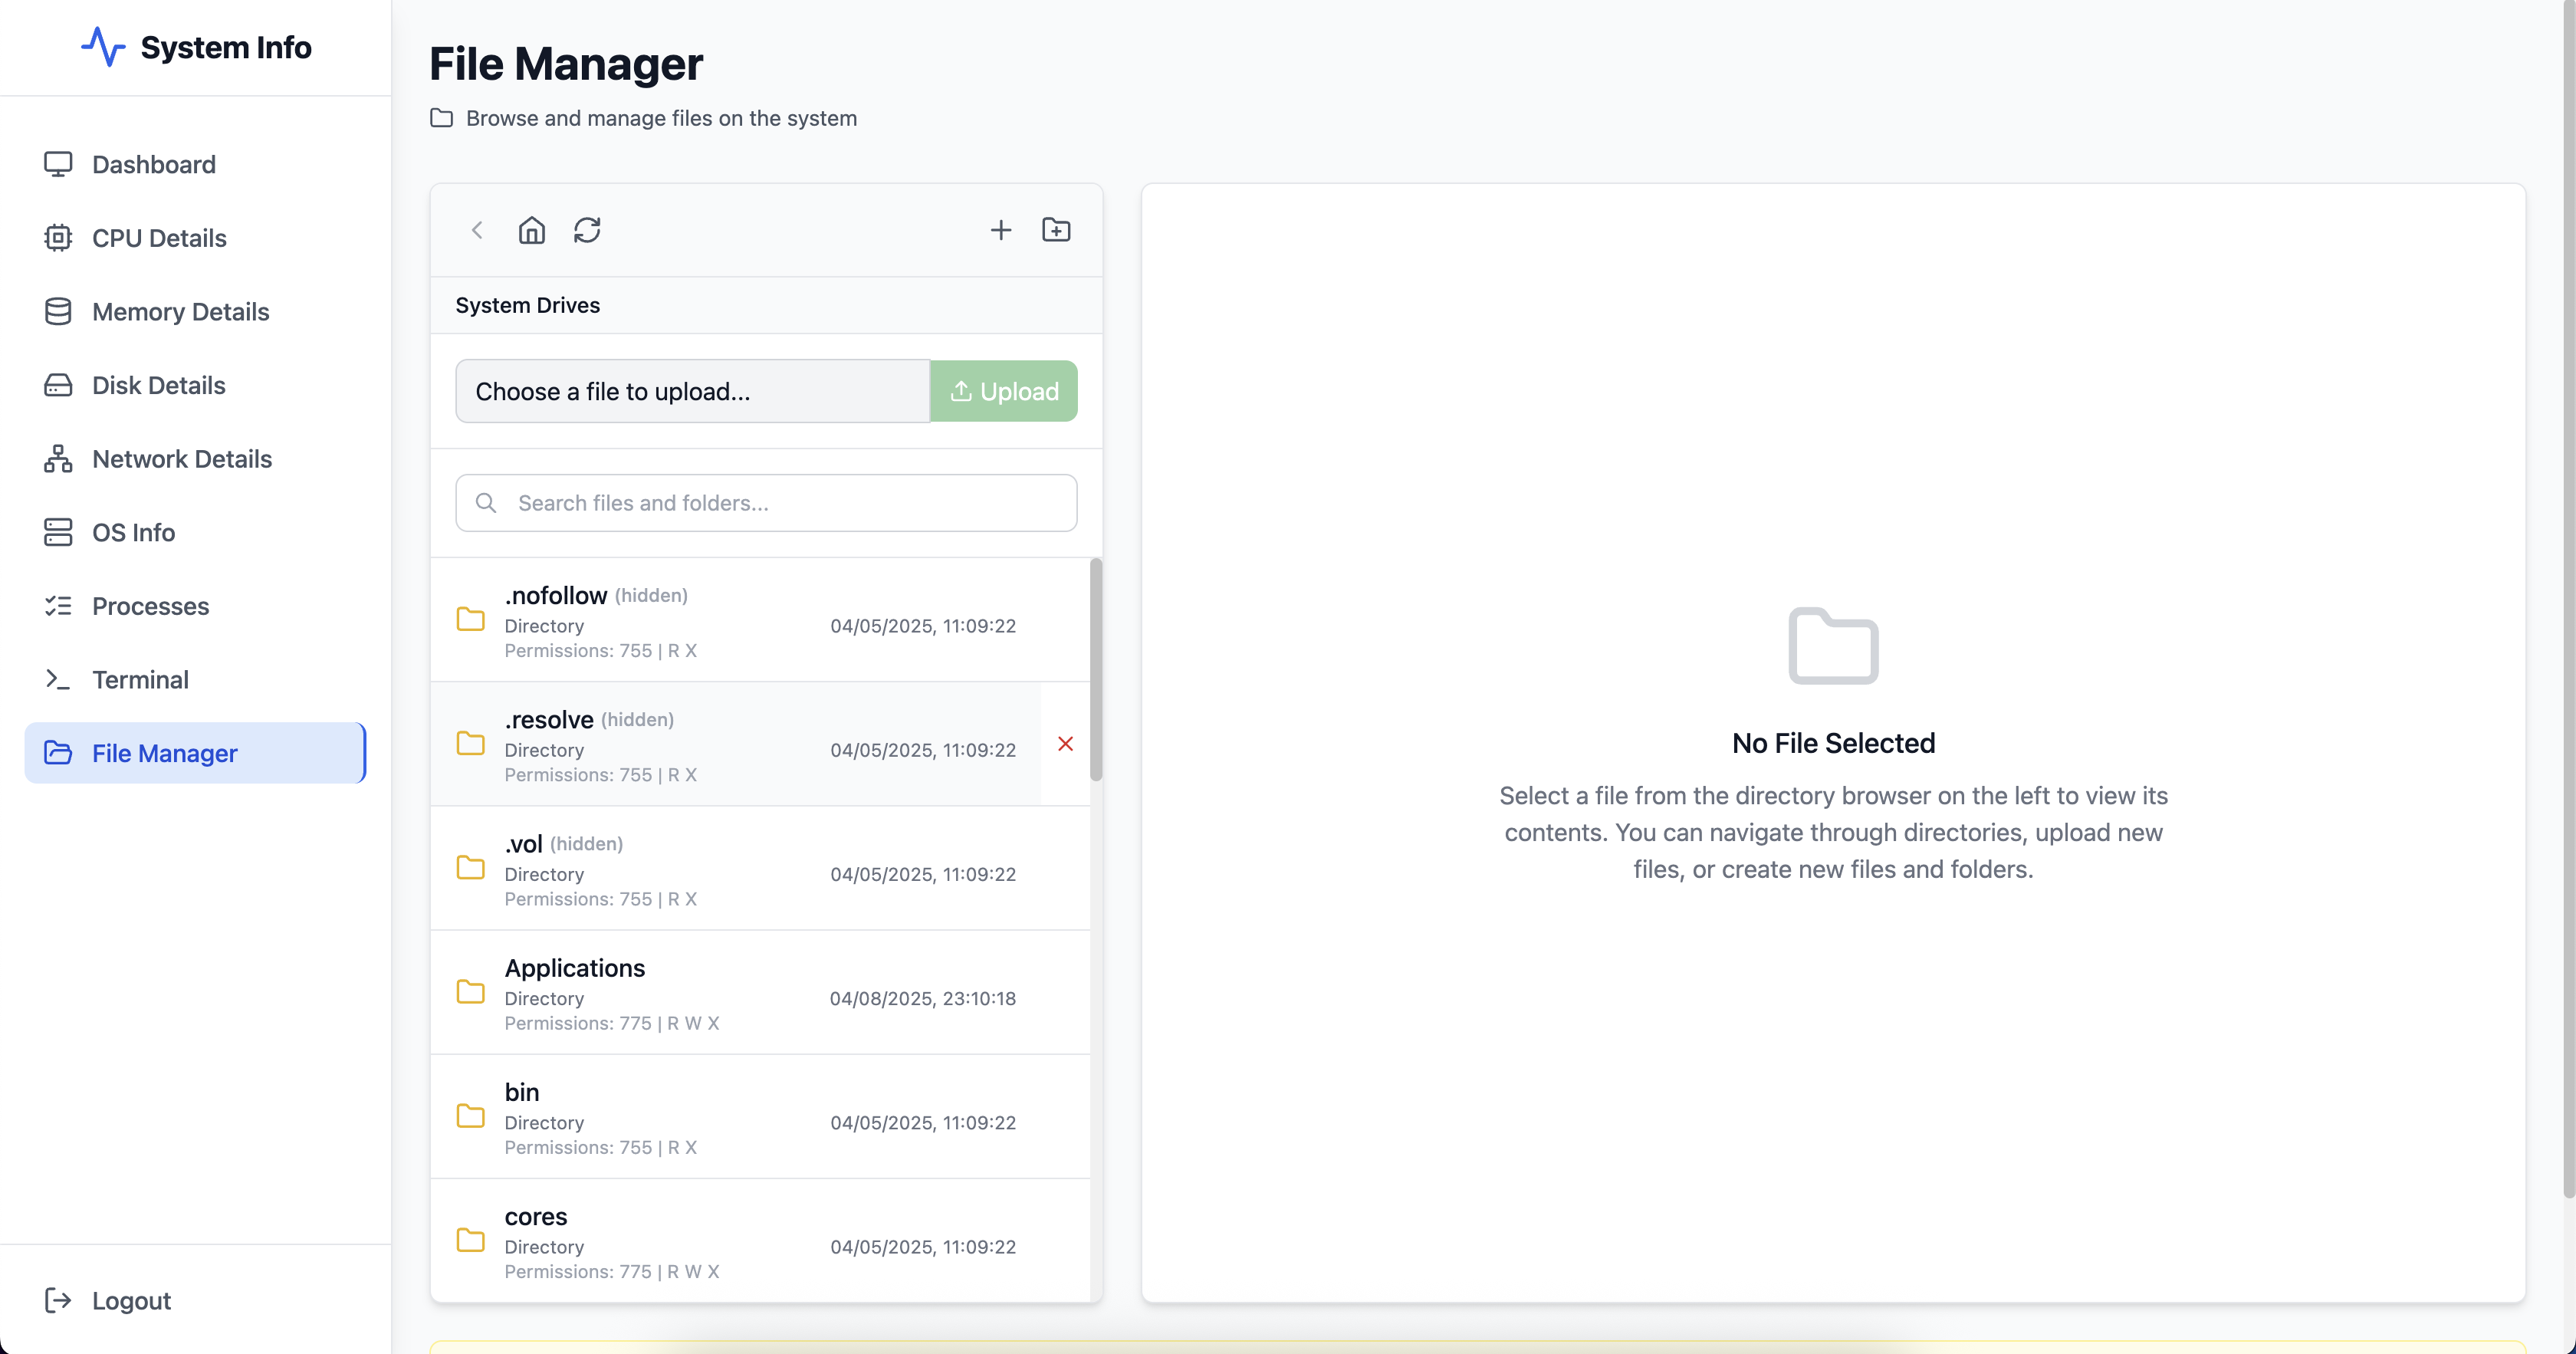 System Info
Dashboard
CPU Details
Memory Details
Disk Details
Network Details
OS Info
Processes
Terminal
File Manager
Logout
File Manager
Browse and manage files on the system
System Drives
Choose a file to upload...
Upload
Search files and folders...
.nofollow (hidden)
Directory
04/05/2025, 11:09:22
Permissions: 755 | R X
.resolve (hidden)
Directory
04/05/2025, 11:09:22
Permissions: 755 | R X
.vol (hidden)
Directory
04/05/2025, 11:09:22
Permissions: 755 | R X
Applications
Directory
04/08/2025, 23:10:18
Permissions: 775 | R W X
bin
Directory
04/05/2025, 11:09:22
Permissions: 755 | R X
cores
Directory
04/05/2025, 11:09:22
Permissions: 775 | R W X
No File Selected
Select a file from the directory browser on the left to view its
contents. You can navigate through directories, upload new
files, or create new files and folders.